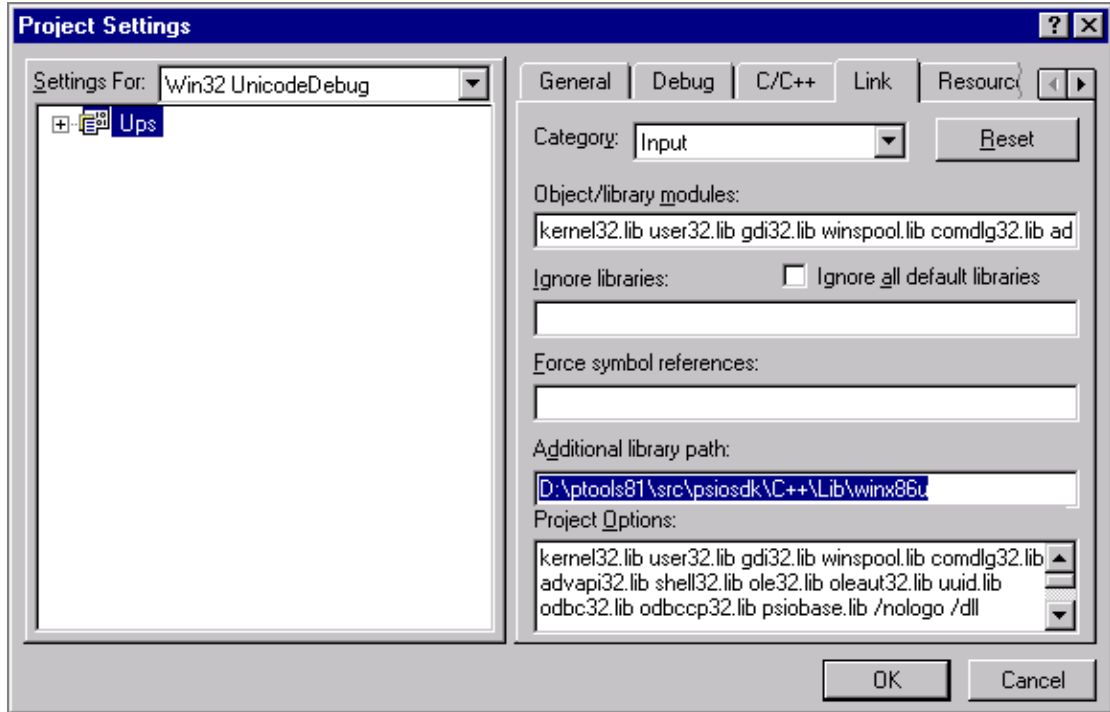 Project Settings
Settings For: Win32 UnicodeDebug
Ups
General Debug C/C++ Link Resourc
Category: Input Reset
Object/library modules:
kernel32.lib user32.lib gdi32.lib winspool.lib comdlg32.lib ad
Ignore libraries: Ignore all default libraries
Force symbol references:
Additional library path:
D:\ptools81\src\psiosdk\C++\Lib\winx86u
Project Options:
kernel32.lib user32.lib gdi32.lib winspool.lib comdlg32.lib
advapi32.lib shell32.lib ole32.lib oleaut32.lib uuid.lib
odbc32.lib odbccp32.lib psiobase.lib /nologo /dll
OK Cancel